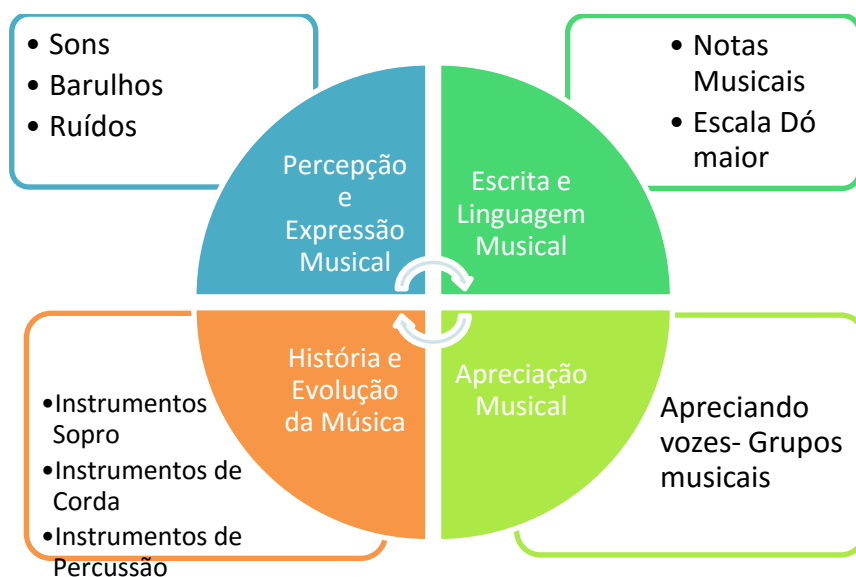 • Sons
• Barulhos
• Ruídos
Percepção
e
Expressão
Musical
• Notas
Musicais
• Escala Dó
maior
Escrita e
Linguagem
Musical
•Instrumentos
Sopro
•Instrumentos de
Corda
•Instrumentos de
Percussão
História e
Evolução
da Música
Apreciação
Musical
Apreciando
vozes- Grupos
musicais